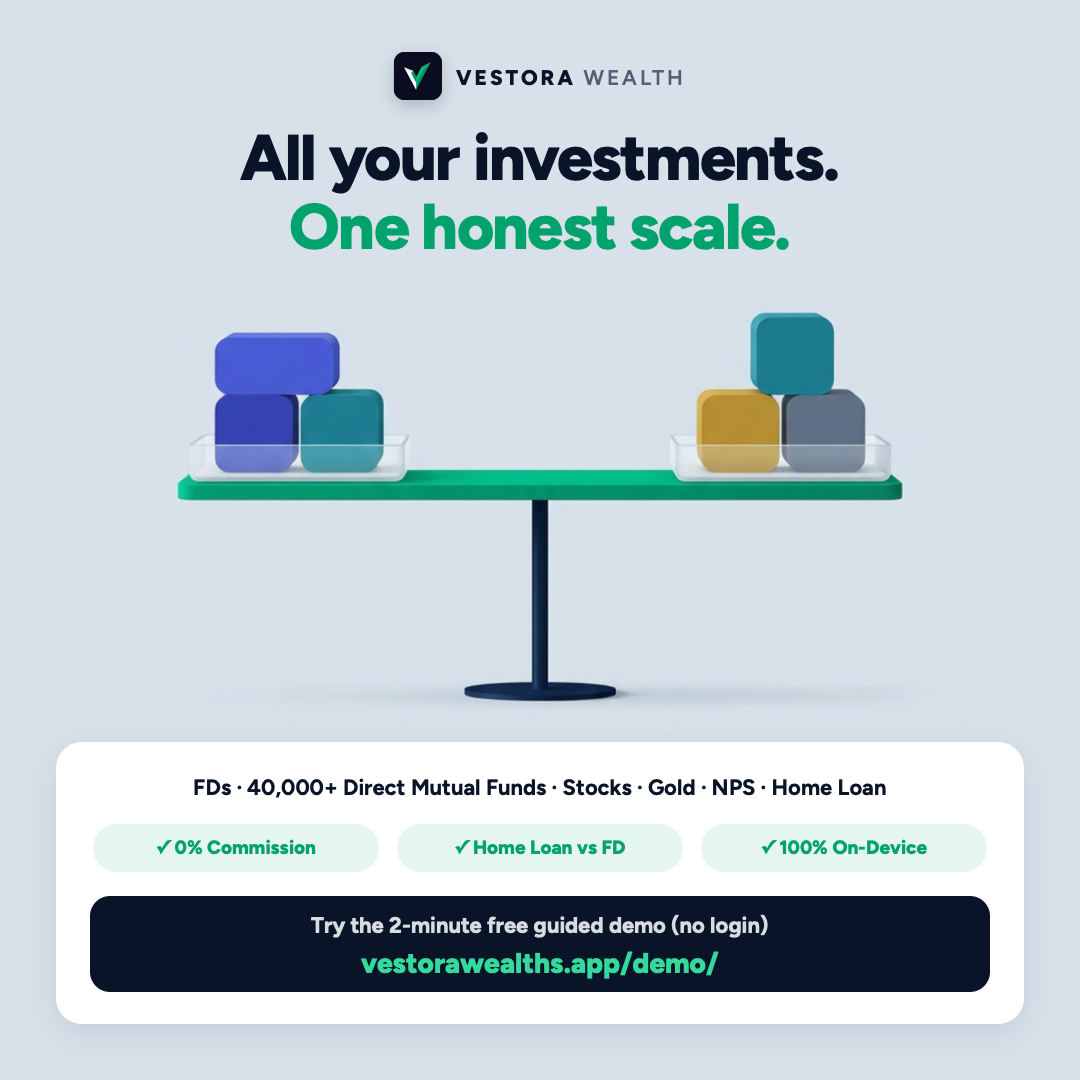 VESTORA WEALTH
All your investments.
One honest scale.
FDs · 40,000+ Direct Mutual Funds · Stocks · Gold · NPS · Home Loan
✓ 0% Commission
✓ Home Loan vs FD
✓ 100% On-Device
Try the 2-minute free guided demo (no login)
vestorawealths.app/demo/